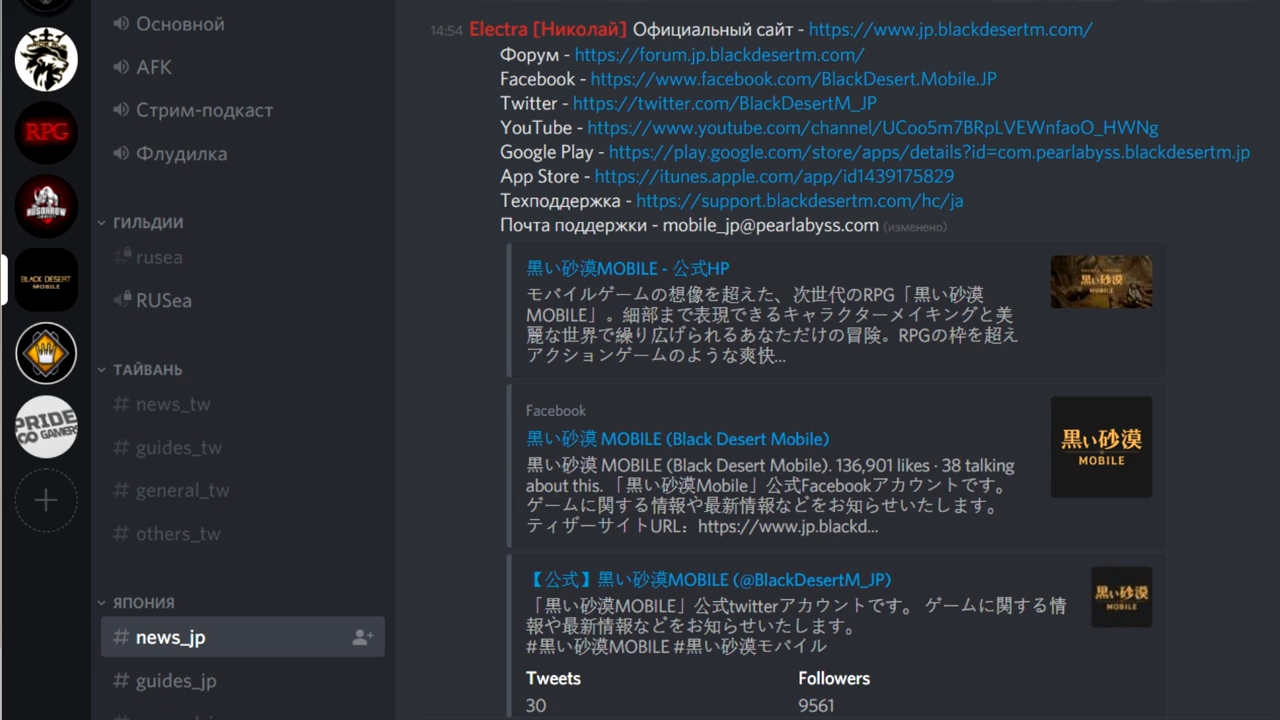 Основной
AFK
Стрим-подкаст
Флудилка
ГИЛЬДИИ
rusea
RUSea
ТАЙВАНЬ
# news_tw
# guides_tw
# general_tw
# others_tw
ЯПОНИЯ
# news_jp
# guides_jp
RPG
NOSORROW
BLACK DESERT
MOBILE
PRIDE
GAMERS
14:54 Electra [Николай] Официальный сайт - https://www.jp.blackdesertm.com/
Форум - https://forum.jp.blackdesertm.com/
Facebook - https://www.facebook.com/BlackDesert.Mobile.JP
Twitter - https://twitter.com/BlackDesertM_JP
YouTube - https://www.youtube.com/channel/UCoo5m7BRpLVEWnfaoO_HWNg
Google Play - https://play.google.com/store/apps/details?id=com.pearlabyss.blackdesertm.jp
App Store - https://itunes.apple.com/app/id1439175829
Техподдержка - https://support.blackdesertm.com/hc/ja
Почта поддержки - mobile_jp@pearlabyss.com (изменено)
黒い砂漠MOBILE - 公式HP
モバイルゲームの想像を超えた、次世代のRPG「黒い砂漠
MOBILE」。細部まで表現できるキャラクターメイキングと美
麗な世界で繰り広げられるあなただけの冒険。RPGの枠を超え
アクションゲームのような爽快...
黒い砂漠
MOBILE
Facebook
黒い砂漠 MOBILE (Black Desert Mobile)
黒い砂漠 MOBILE (Black Desert Mobile). 136,901 likes · 38 talking
about this. 「黒い砂漠Mobile」公式Facebookアカウントです。
ゲームに関する情報や最新情報などをお知らせいたします。
ティザーサイトURL：https://www.jp.blackd...
黒い砂漠
MOBILE
【公式】黒い砂漠MOBILE (@BlackDesertM_JP)
「黒い砂漠MOBILE」公式twitterアカウントです。 ゲームに関する情
報や最新情報などをお知らせいたします。
#黒い砂漠MOBILE #黒い砂漠モバイル
黒い砂漠
MOBILE
Tweets Followers
30 9561